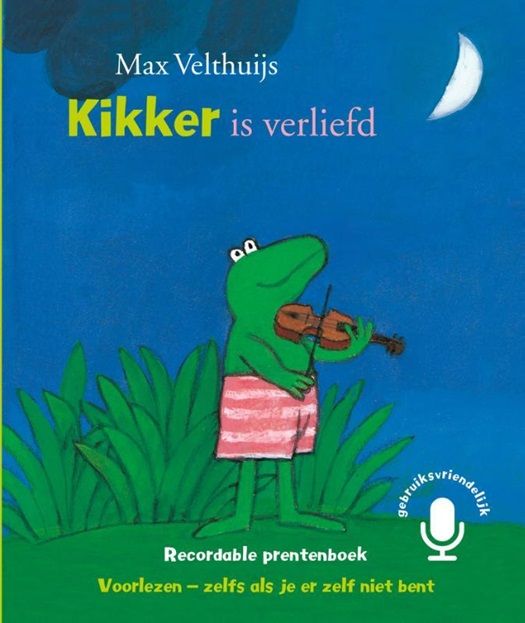 Max Velthuijs
Kikker is verliefd
gebruiksvriendelijk
Recordable prentenboek
Voorlezen – zelfs als je er zelf niet bent